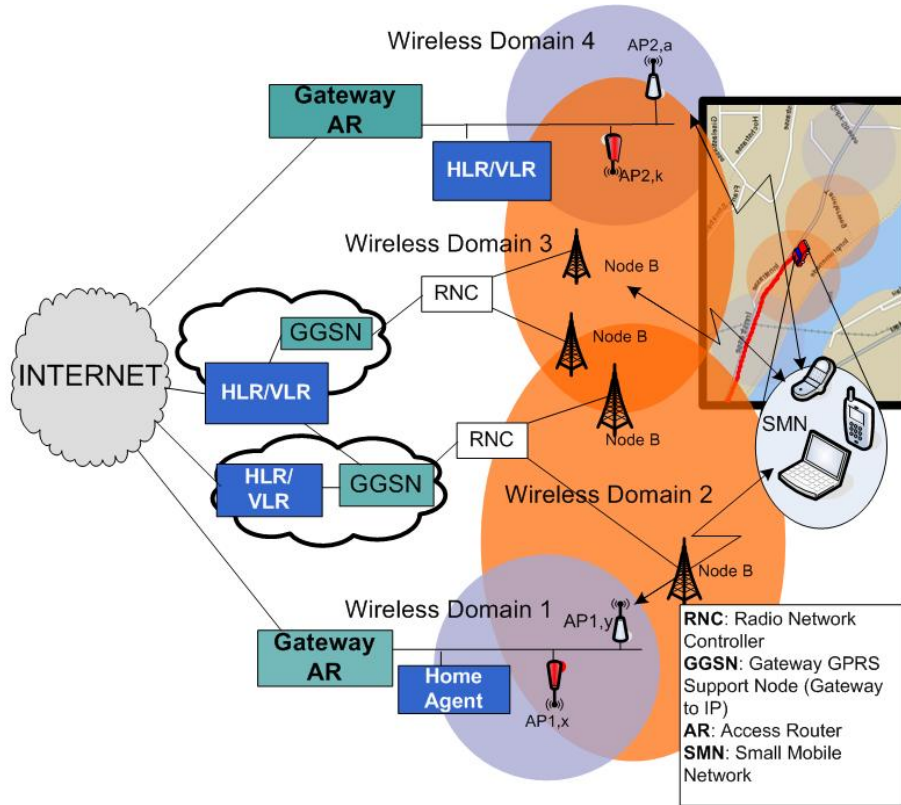 Wireless Domain 4
AP2,a
Gateway
AR
HLR/VLR
AP2,k
Wireless Domain 3
Node B
RNC
GGSN
Node B
INTERNET
HLR/VLR
SMN
RNC
Node B
HLR/
VLR
GGSN
Wireless Domain 2
Node B
Wireless Domain 1
AP1,y
Gateway
AR
Home
Agent
AP1,x
RNC: Radio Network
Controller
GGSN: Gateway GPRS
Support Node (Gateway
to IP)
AR: Access Router
SMN: Small Mobile
Network